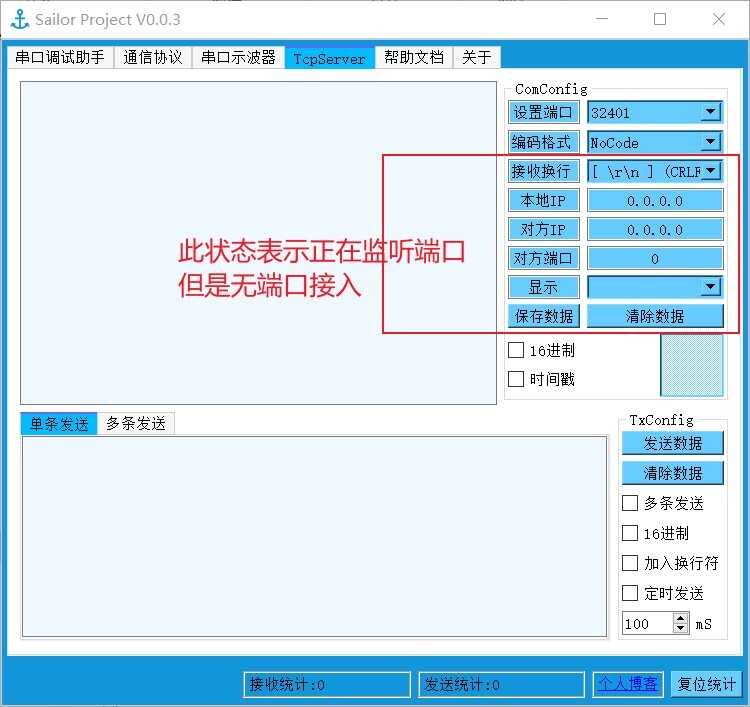 Sailor Project V0.0.3
串口调试助手 通信协议 串口示波器 TcpServer 帮助文档 关于
ComConfig
设置端口 32401
编码格式 NoCode
接收换行 [ \r\n ] (CRLF
本地IP 0.0.0.0
对方IP 0.0.0.0
对方端口 0
显示
保存数据 清除数据
16进制
时间戳
此状态表示正在监听端口
但是无端口接入
单条发送 多条发送
TxConfig
发送数据
清除数据
多条发送
16进制
加入换行符
定时发送
100 mS
接收统计:0 发送统计:0 个人博客 复位统计